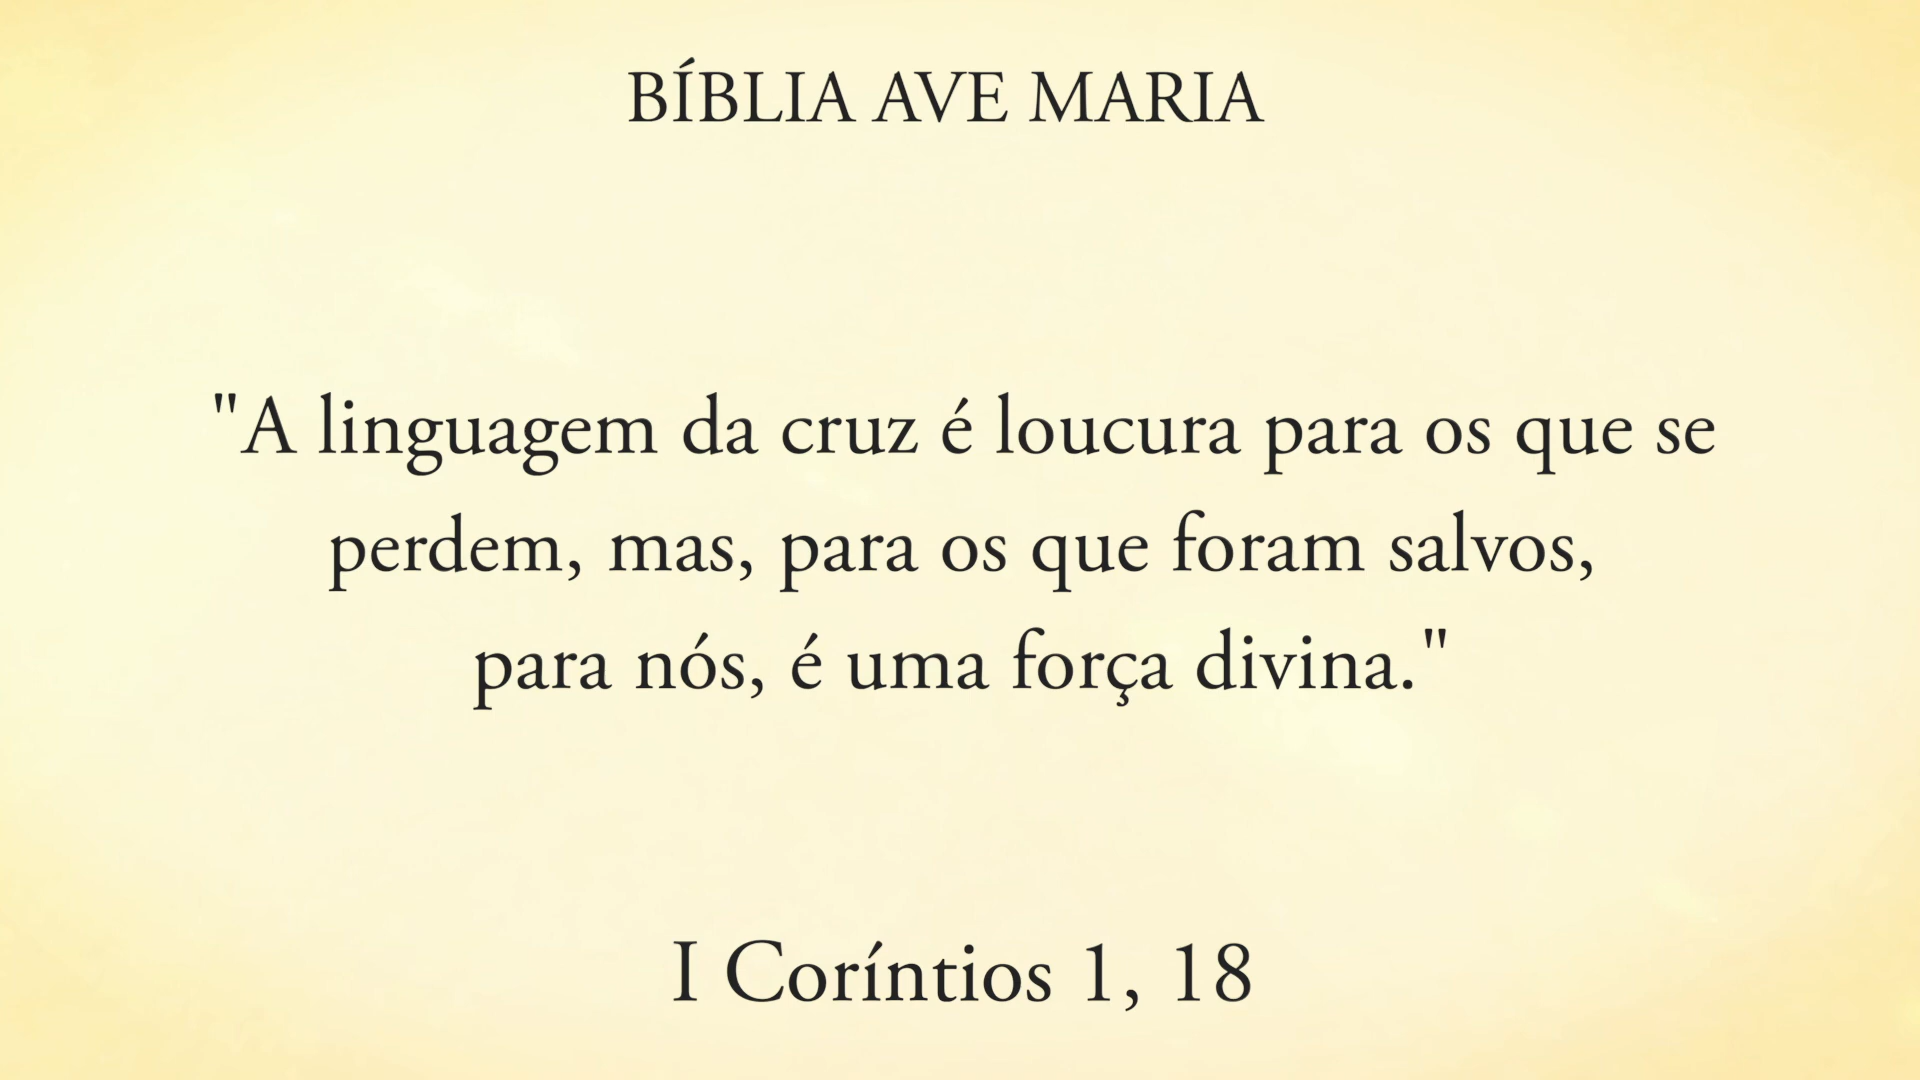 BÍBLIA AVE MARIA
"A linguagem da cruz é loucura para os que se
perdem, mas, para os que foram salvos,
para nós, é uma força divina."
I Coríntios 1, 18